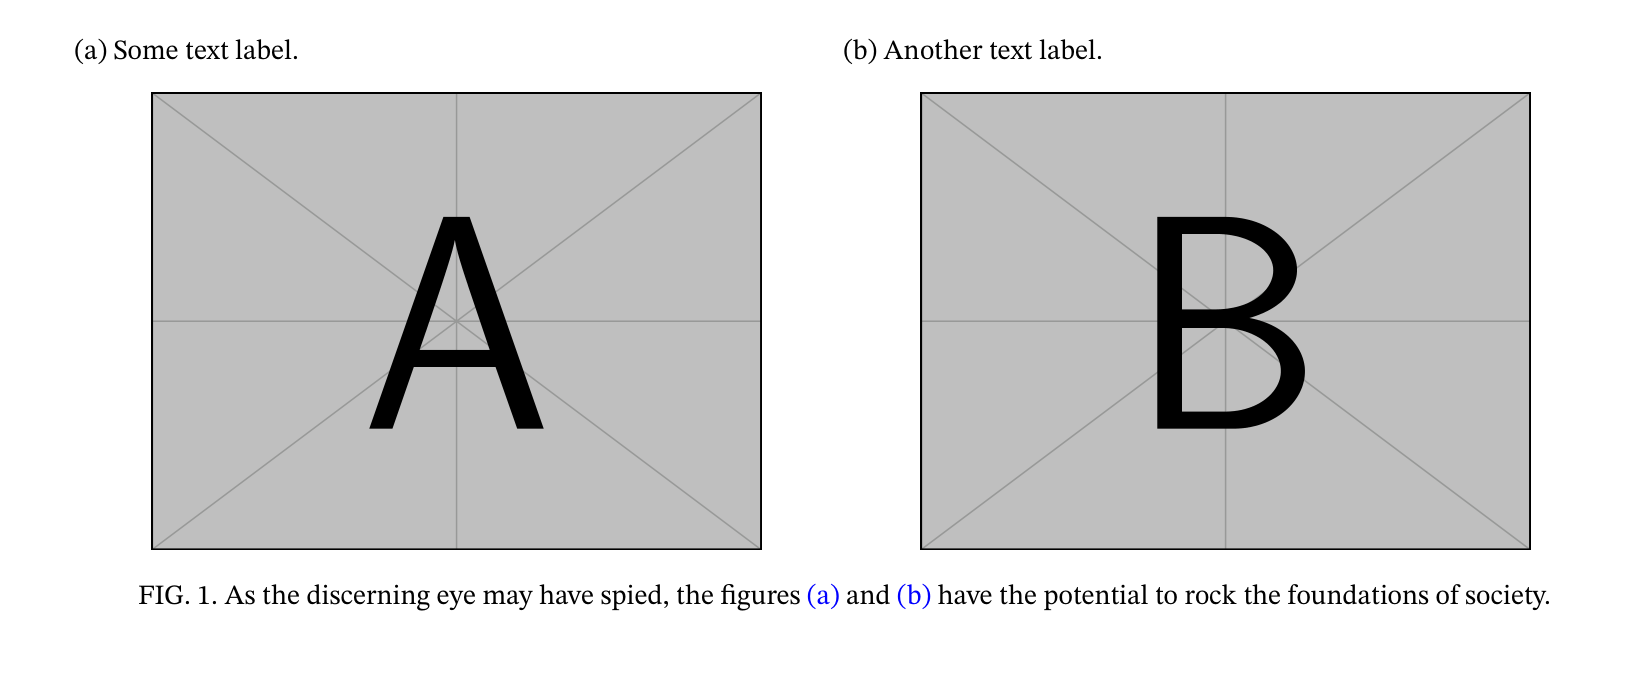 (a) Some text label.
(b) Another text label.
A
B
FIG. 1. As the discerning eye may have spied, the figures (a) and (b) have the potential to rock the foundations of society.